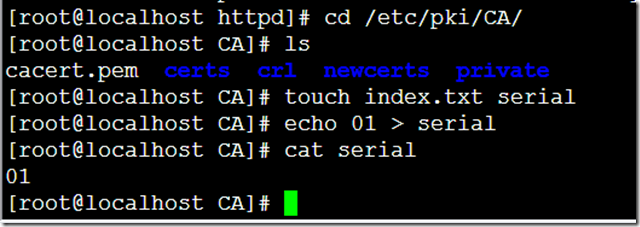 [root@localhost httpd]# cd /etc/pki/CA/
[root@localhost CA]# ls
cacert.pem  certs  crl  newcerts  private
[root@localhost CA]# touch index.txt serial
[root@localhost CA]# echo 01 > serial
[root@localhost CA]# cat serial
01
[root@localhost CA]#